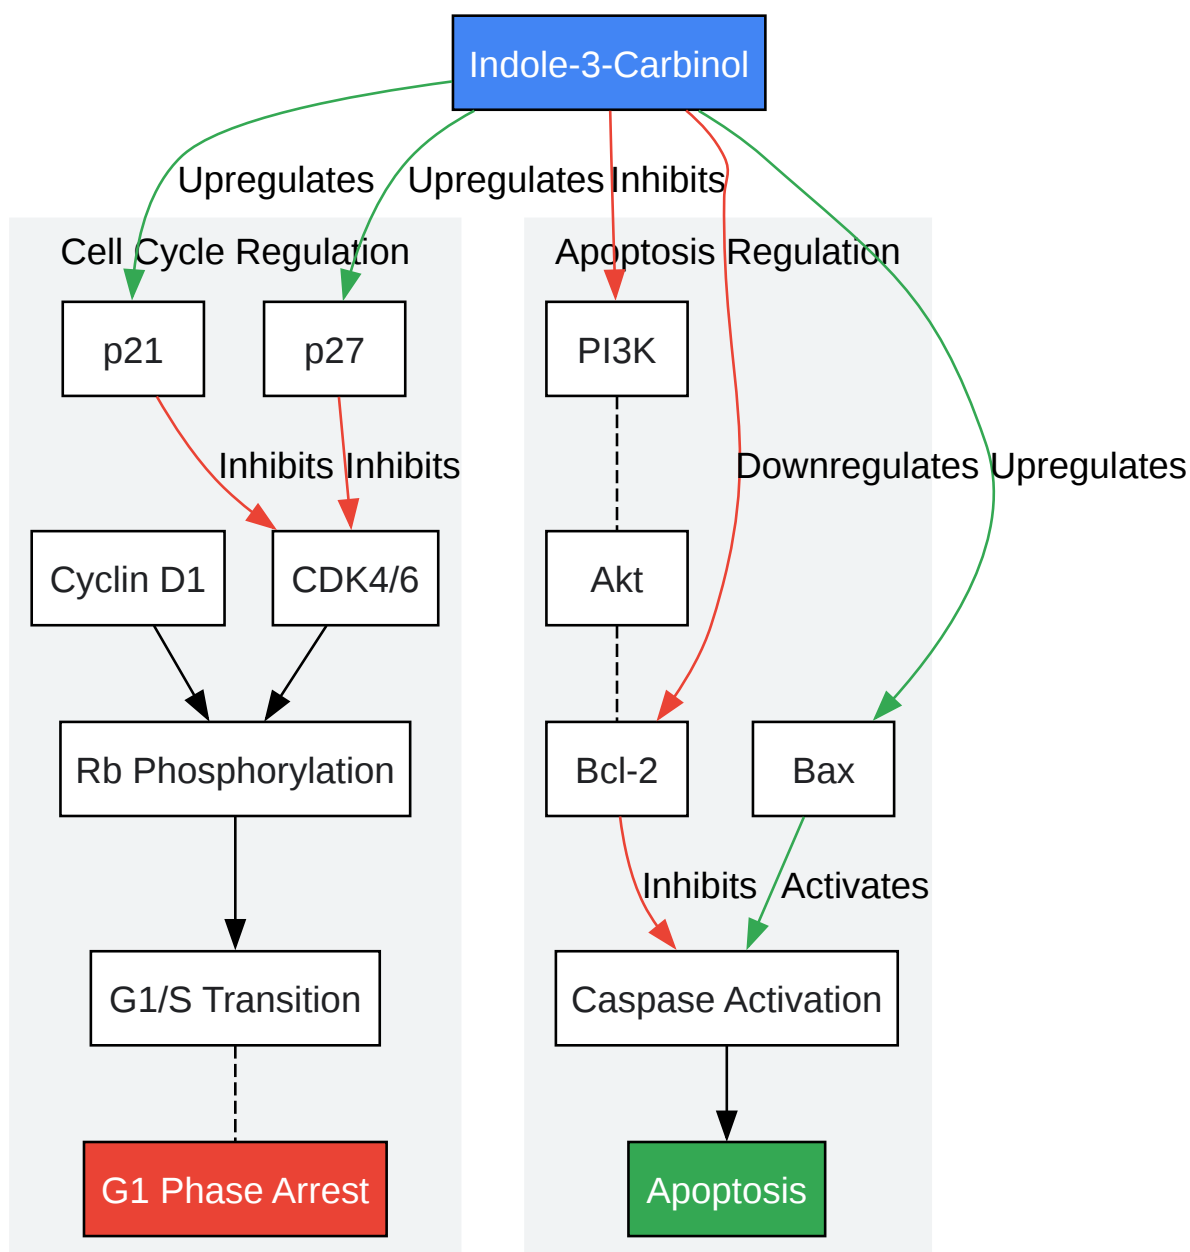 Indole-3-Carbinol
Upregulates
Upregulates
Inhibits
Cell Cycle Regulation
Apoptosis Regulation
p21
p27
PI3K
Inhibits
Inhibits
Downregulates
Upregulates
Cyclin D1
CDK4/6
Akt
Rb Phosphorylation
Bcl-2
Bax
Inhibits
Activates
G1/S Transition
Caspase Activation
G1 Phase Arrest
Apoptosis